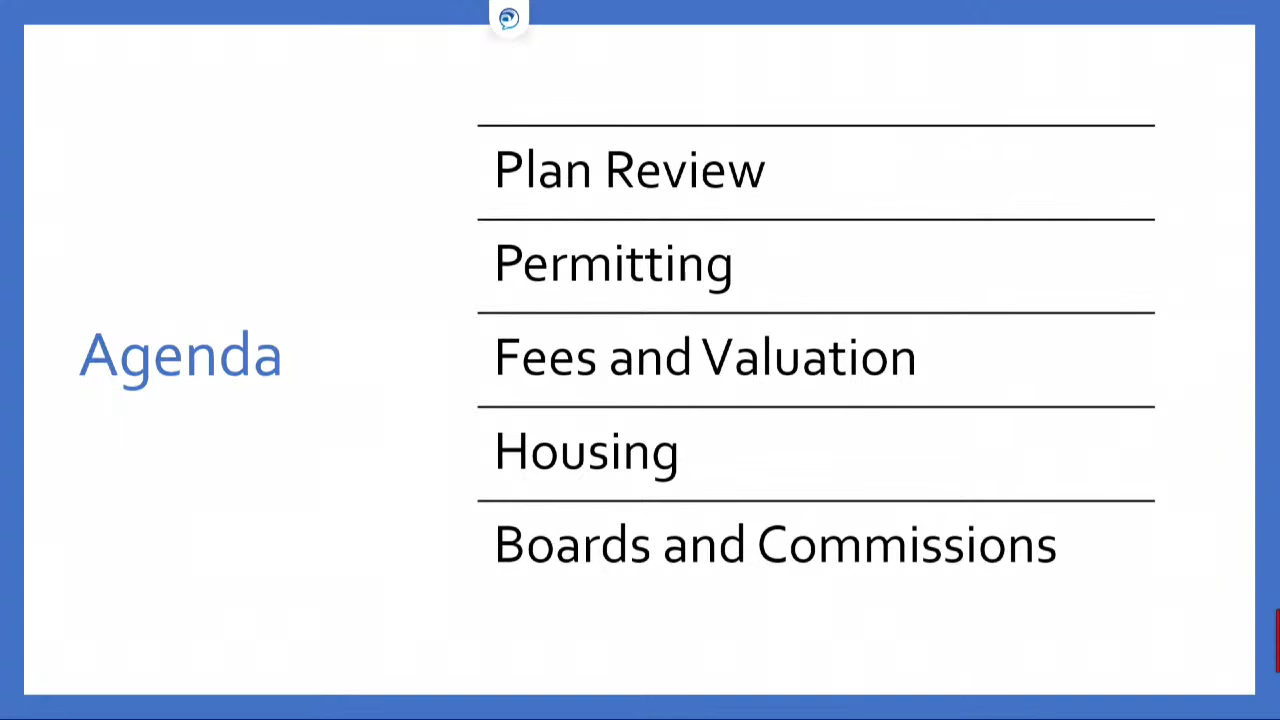 Agenda
Plan Review
Permitting
Fees and Valuation
Housing
Boards and Commissions